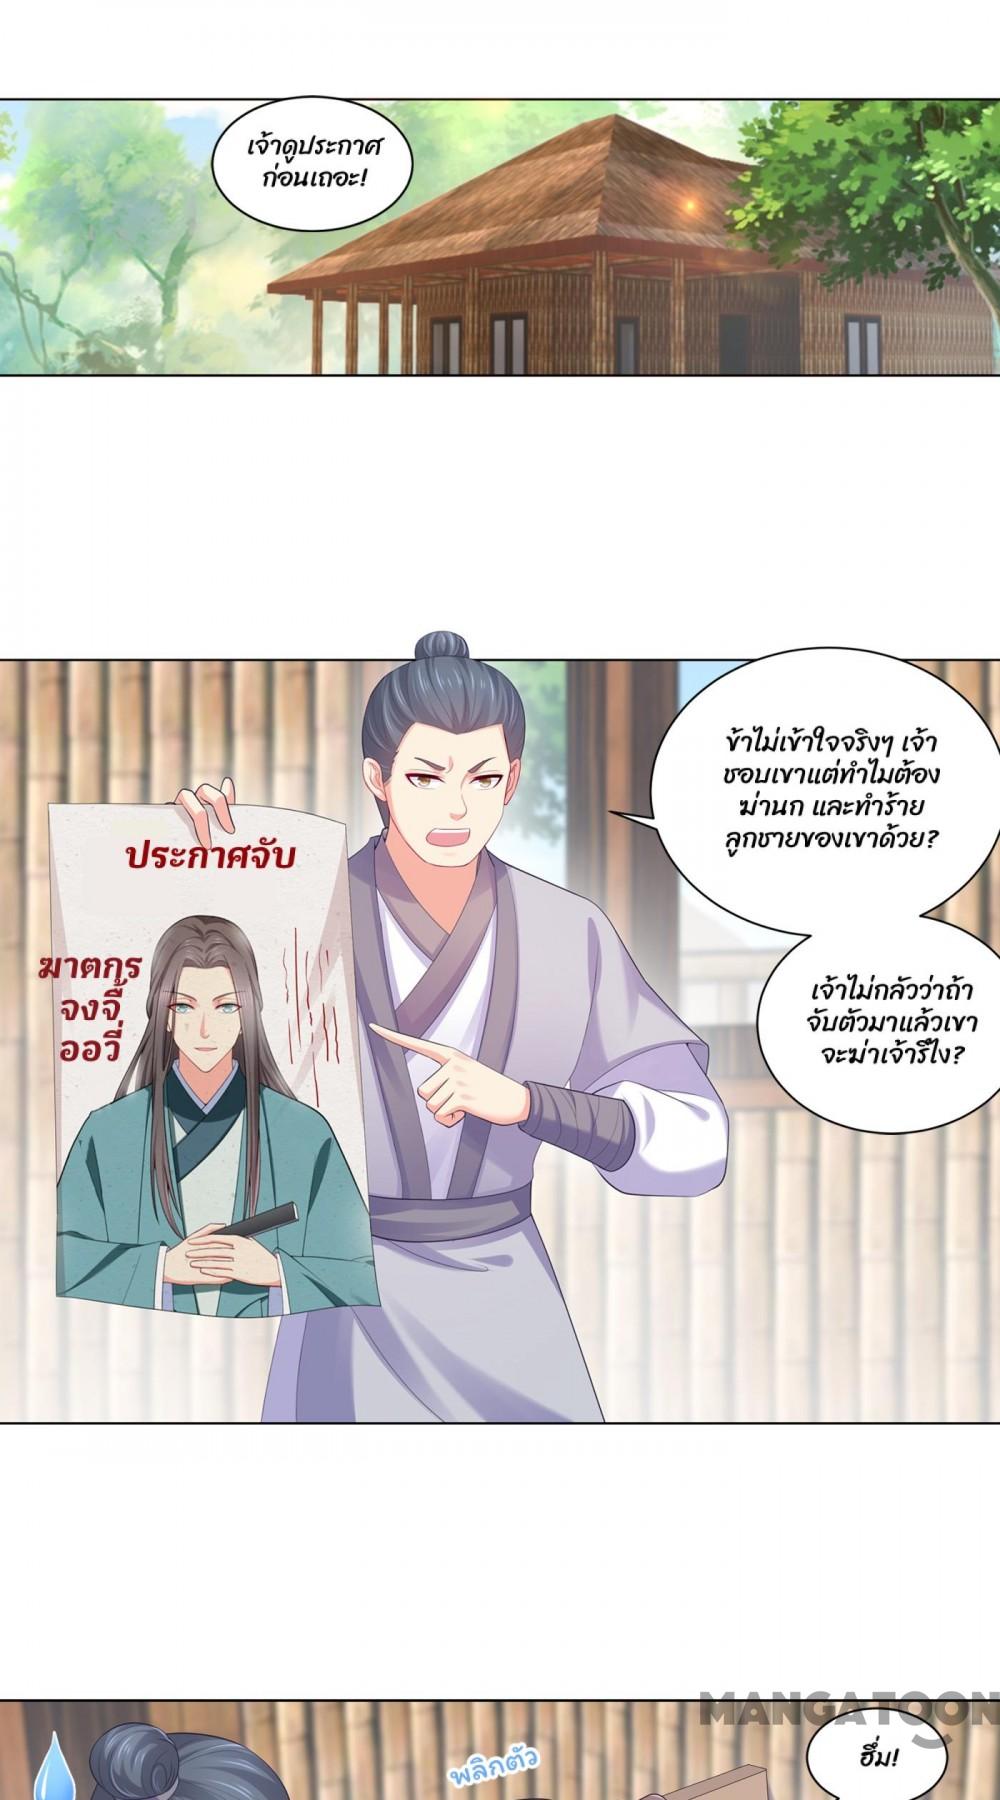 เจ้าดูประกาศ
ก่อนเถอะ!
ข้าไม่เข้าใจจริงๆ เจ้า
ชอบเขาแต่ทำไมต้อง
ฆ่านก และทำร้าย
ลูกชายของเขาด้วย?
ประกาศจับ
ฆาตกร
จงจื้
ออวี่
เจ้าไม่กลัวว่าถ้า
จับตัวมาแล้วเขา
จะฆ่าเจ้ารึไง?
MANGATOON
ฮึ่ม!
พลิกตัว